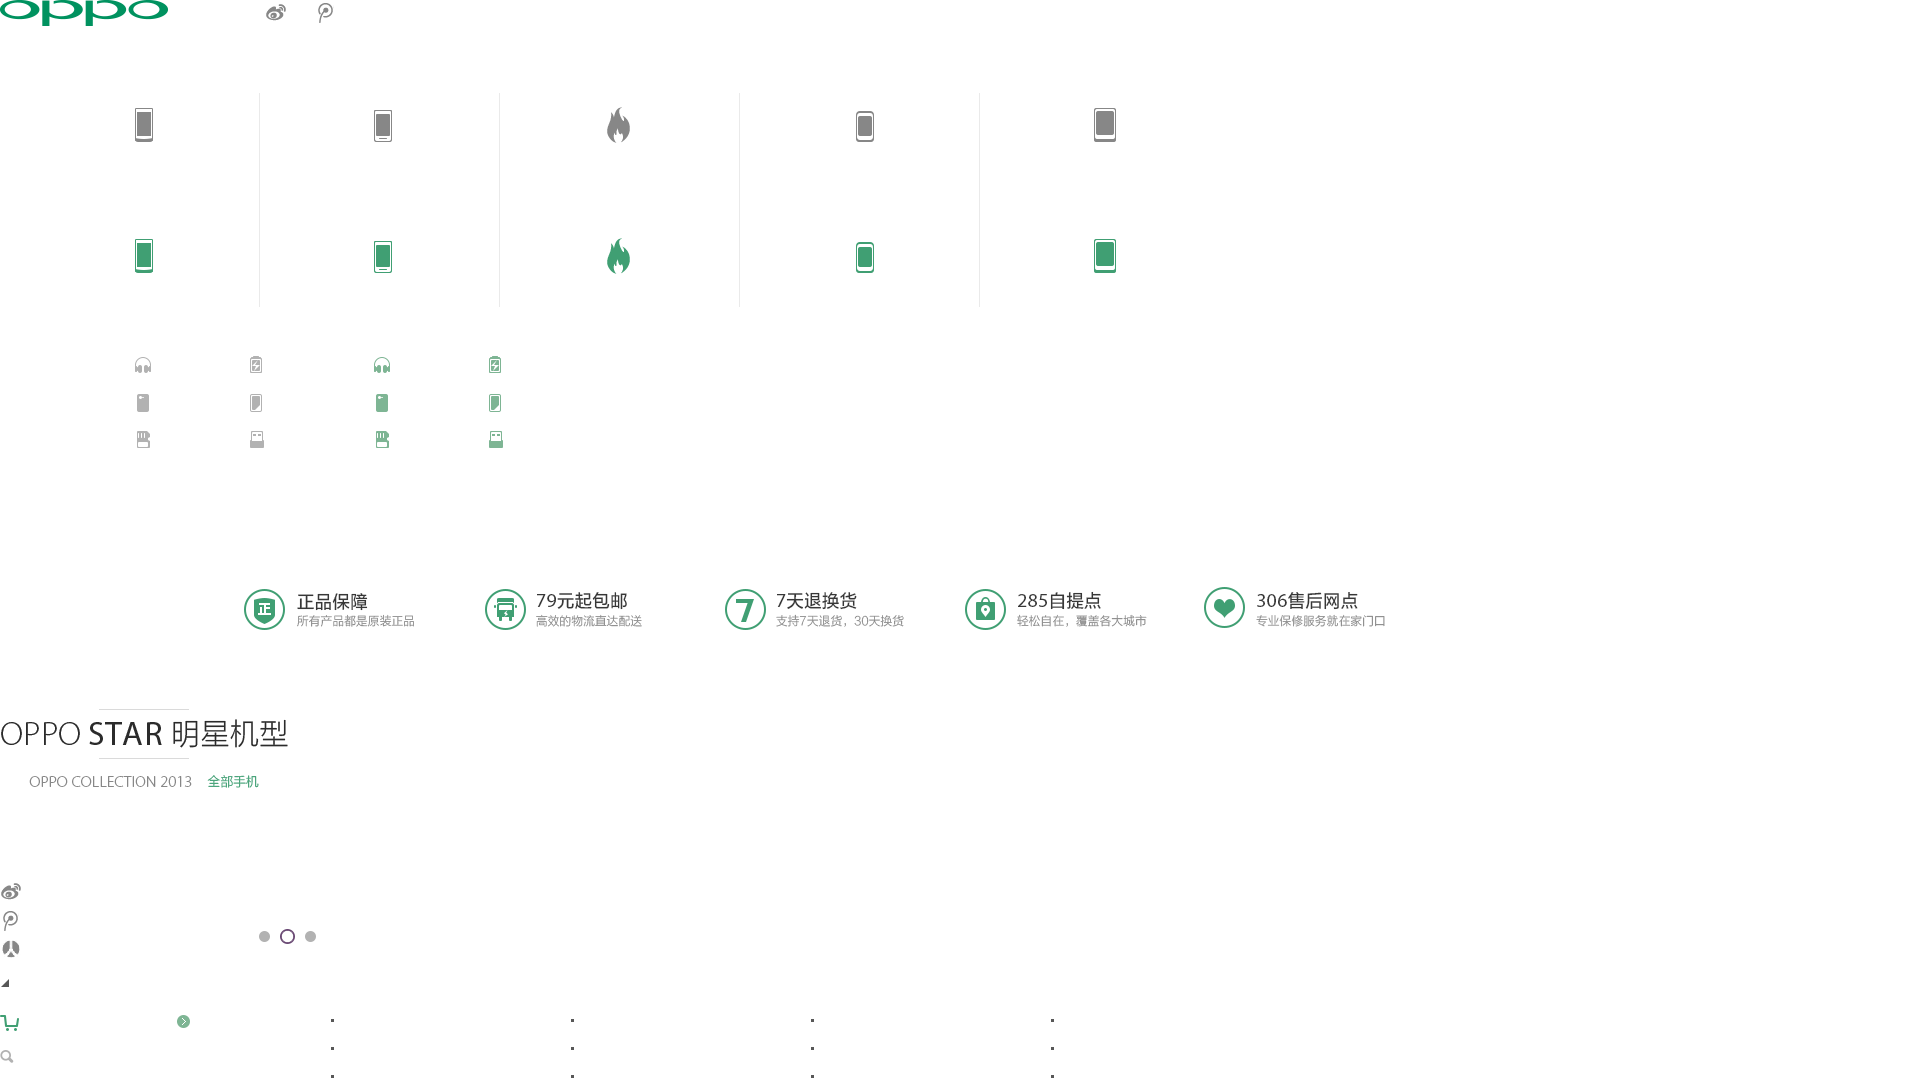 oppo
正
正品保障
所有产品都是原装正品
79元起包邮
高效的物流直达配送
7
7天退换货
支持7天退货，30天换货
285自提点
轻松自在，覆盖各大城市
306售后网点
专业保修服务就在家门口
OPPO STAR 明星机型
OPPO COLLECTION 2013 全部手机